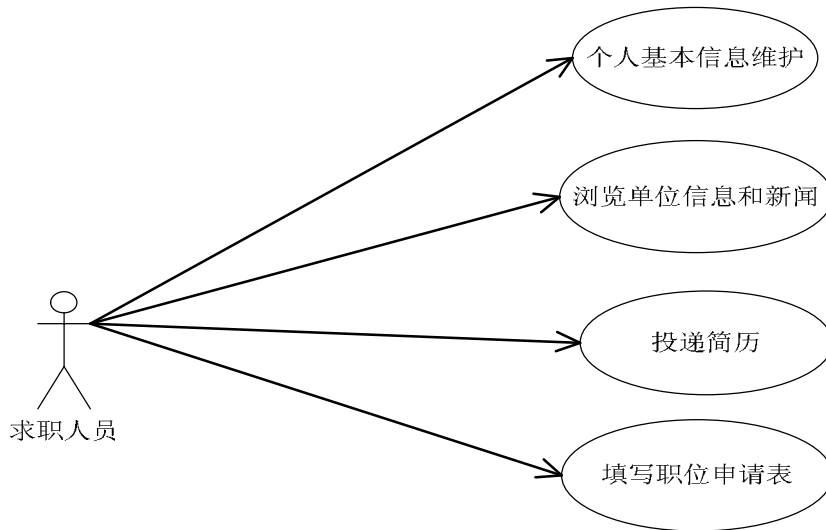 个人基本信息维护
浏览单位信息和新闻
投递简历
求职人员
填写职位申请表